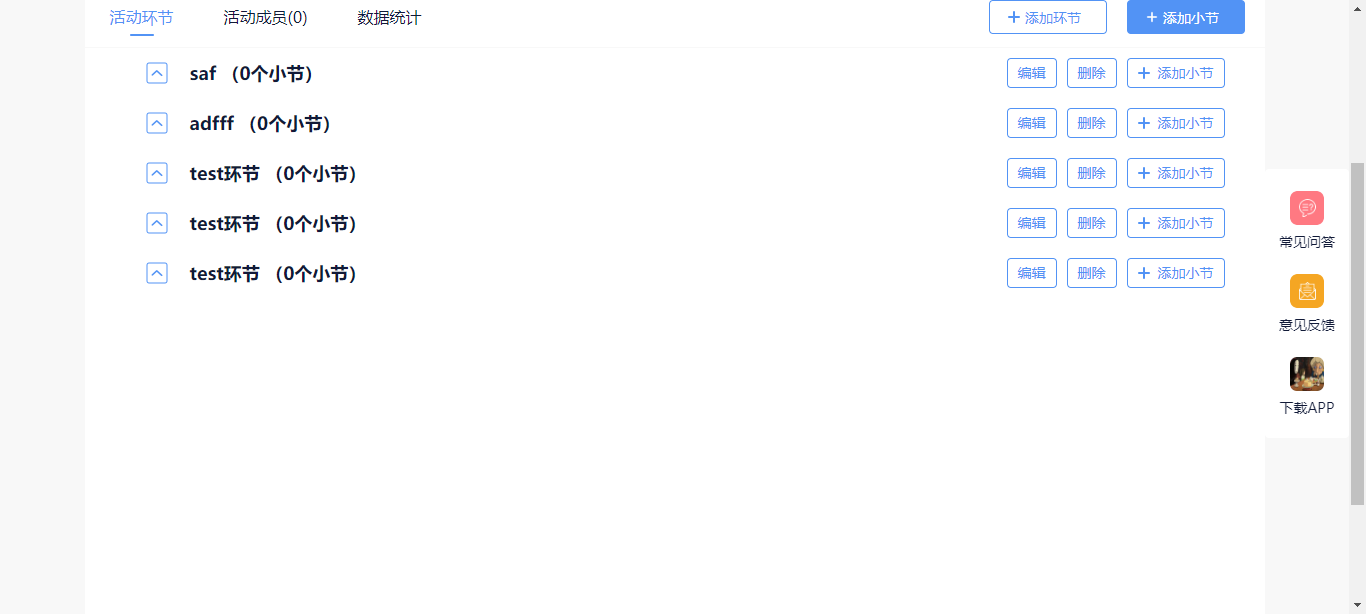 活动环节 活动成员(0) 数据统计 添加环节 添加小节
saf （0个小节） 编辑 删除 添加小节
adfff （0个小节） 编辑 删除 添加小节
test环节 （0个小节） 编辑 删除 添加小节
test环节 （0个小节） 编辑 删除 添加小节
test环节 （0个小节） 编辑 删除 添加小节
常见问答
意见反馈
下载APP